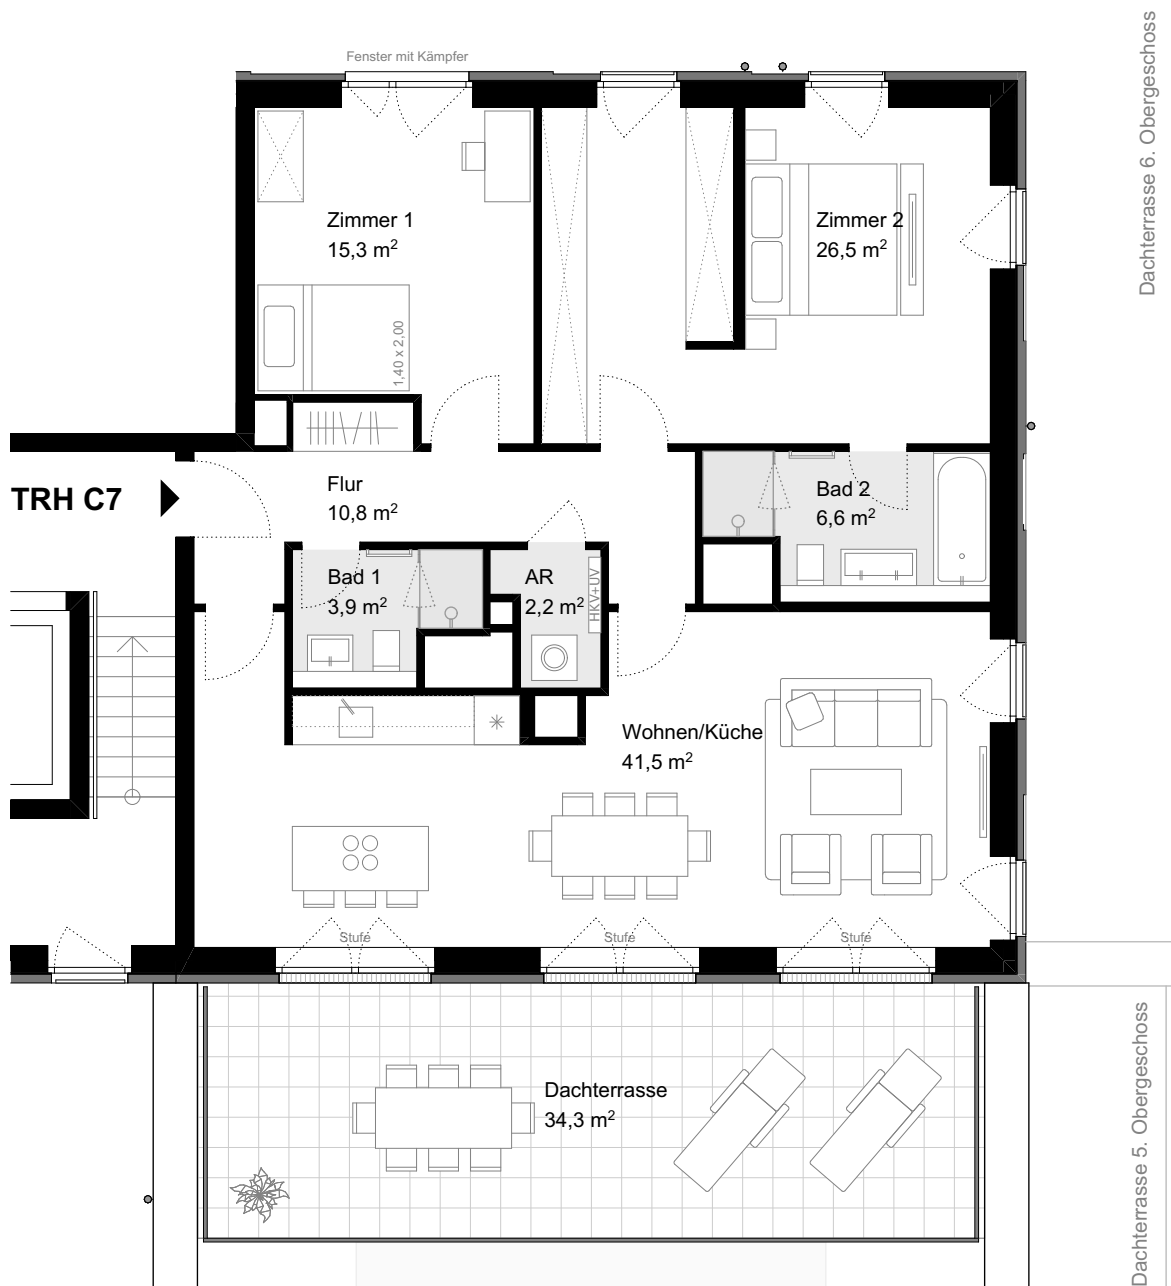 Fenster mit Kämpfer
Dachterrasse 6. Obergeschoss
Zimmer 1
15,3 m²
Zimmer 2
26,5 m²
1,40 x 2,00
TRH C7
Flur
10,8 m²
Bad 2
6,6 m²
Bad 1
3,9 m²
AR
2,2 m²
HKV+UV
Wohnen/Küche
41,5 m²
Stufe
Stufe
Stufe
Dachterrasse
34,3 m²
Dachterrasse 5. Obergeschoss